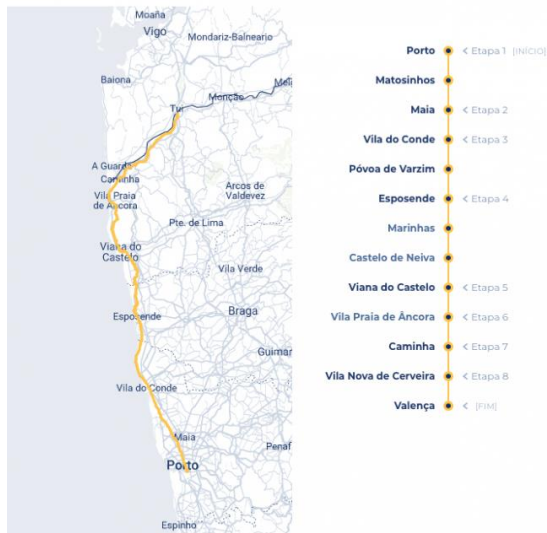 Moaña
Vigo
Mondariz-Balneario
Baiona
Monção
Tui
A Guarda
Caminha
Vila Praia
de Âncora
Arcos de
Valdevez
Pte. de Lima
Viana do
Castelo
Vila Verde
Esposende
Braga
Guimar
Vila do Conde
Maia
Penaf
Porto
Espinho
Porto < Etapa 1 [INÍCIO]
Matosinhos
Maia < Etapa 2
Vila do Conde < Etapa 3
Póvoa de Varzim
Esposende < Etapa 4
Marinhas
Castelo de Neiva
Viana do Castelo < Etapa 5
Vila Praia de Âncora < Etapa 6
Caminha < Etapa 7
Vila Nova de Cerveira < Etapa 8
Valença < [FIM]